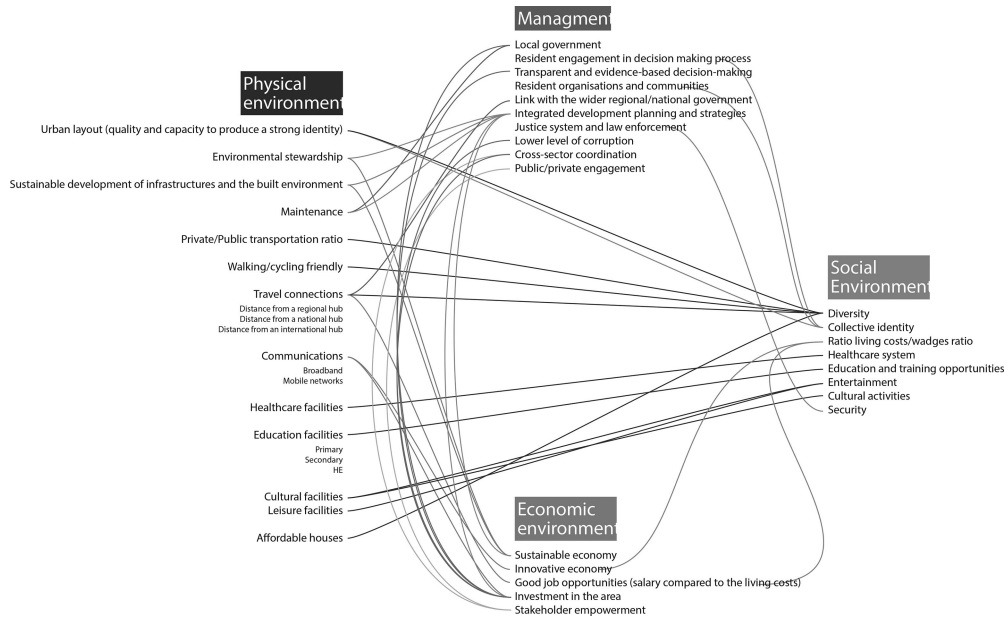 Managment
Local government
Resident engagement in decision making process
Transparent and evidence-based decision-making
Resident organisations and communities
Link with the wider regional/national government
Integrated development planning and strategies
Justice system and law enforcement
Lower level of corruption
Cross-sector coordination
Public/private engagement
Physical
environment
Urban layout (quality and capacity to produce a strong identity)
Environmental stewardship
Sustainable development of infrastructures and the built environment
Maintenance
Private/Public transportation ratio
Walking/cycling friendly
Travel connections
Distance from a regional hub
Distance from a national hub
Distance from an international hub
Communications
Broadband
Mobile networks
Healthcare facilities
Education facilities
Primary
Secondary
HE
Cultural facilities
Leisure facilities
Affordable houses
Social
Environment
Diversity
Collective identity
Ratio living costs/wadges ratio
Healthcare system
Education and training opportunities
Entertainment
Cultural activities
Security
Economic
environment
Sustainable economy
Innovative economy
Good job opportunities (salary compared to the living costs)
Investment in the area
Stakeholder empowerment